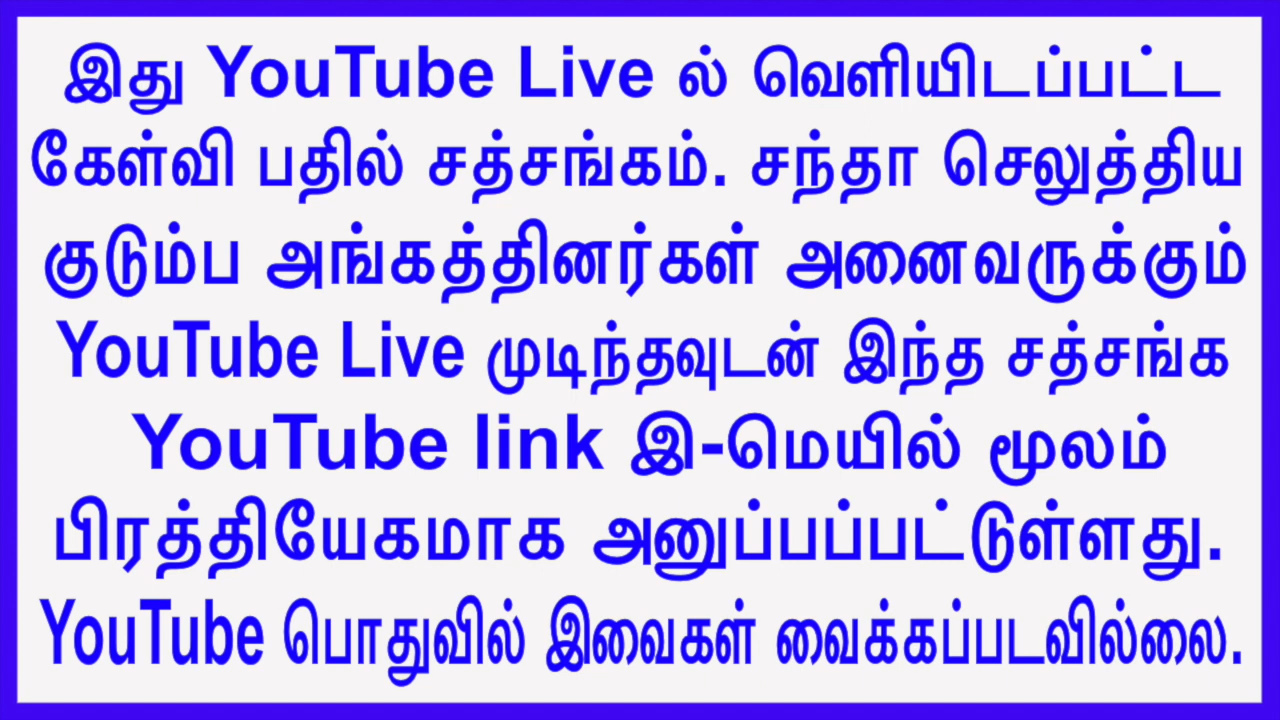 இது YouTube Live ல் வெளியிடப்பட்ட
கேள்வி பதில் சத்சங்கம். சந்தா செலுத்திய
குடும்ப அங்கத்தினர்கள் அனைவருக்கும்
YouTube Live முடிந்தவுடன் இந்த சத்சங்க
YouTube link இ-மெயில் மூலம்
பிரத்தியேகமாக அனுப்பப்பட்டுள்ளது.
YouTube பொதுவில் இவைகள் வைக்கப்படவில்லை.